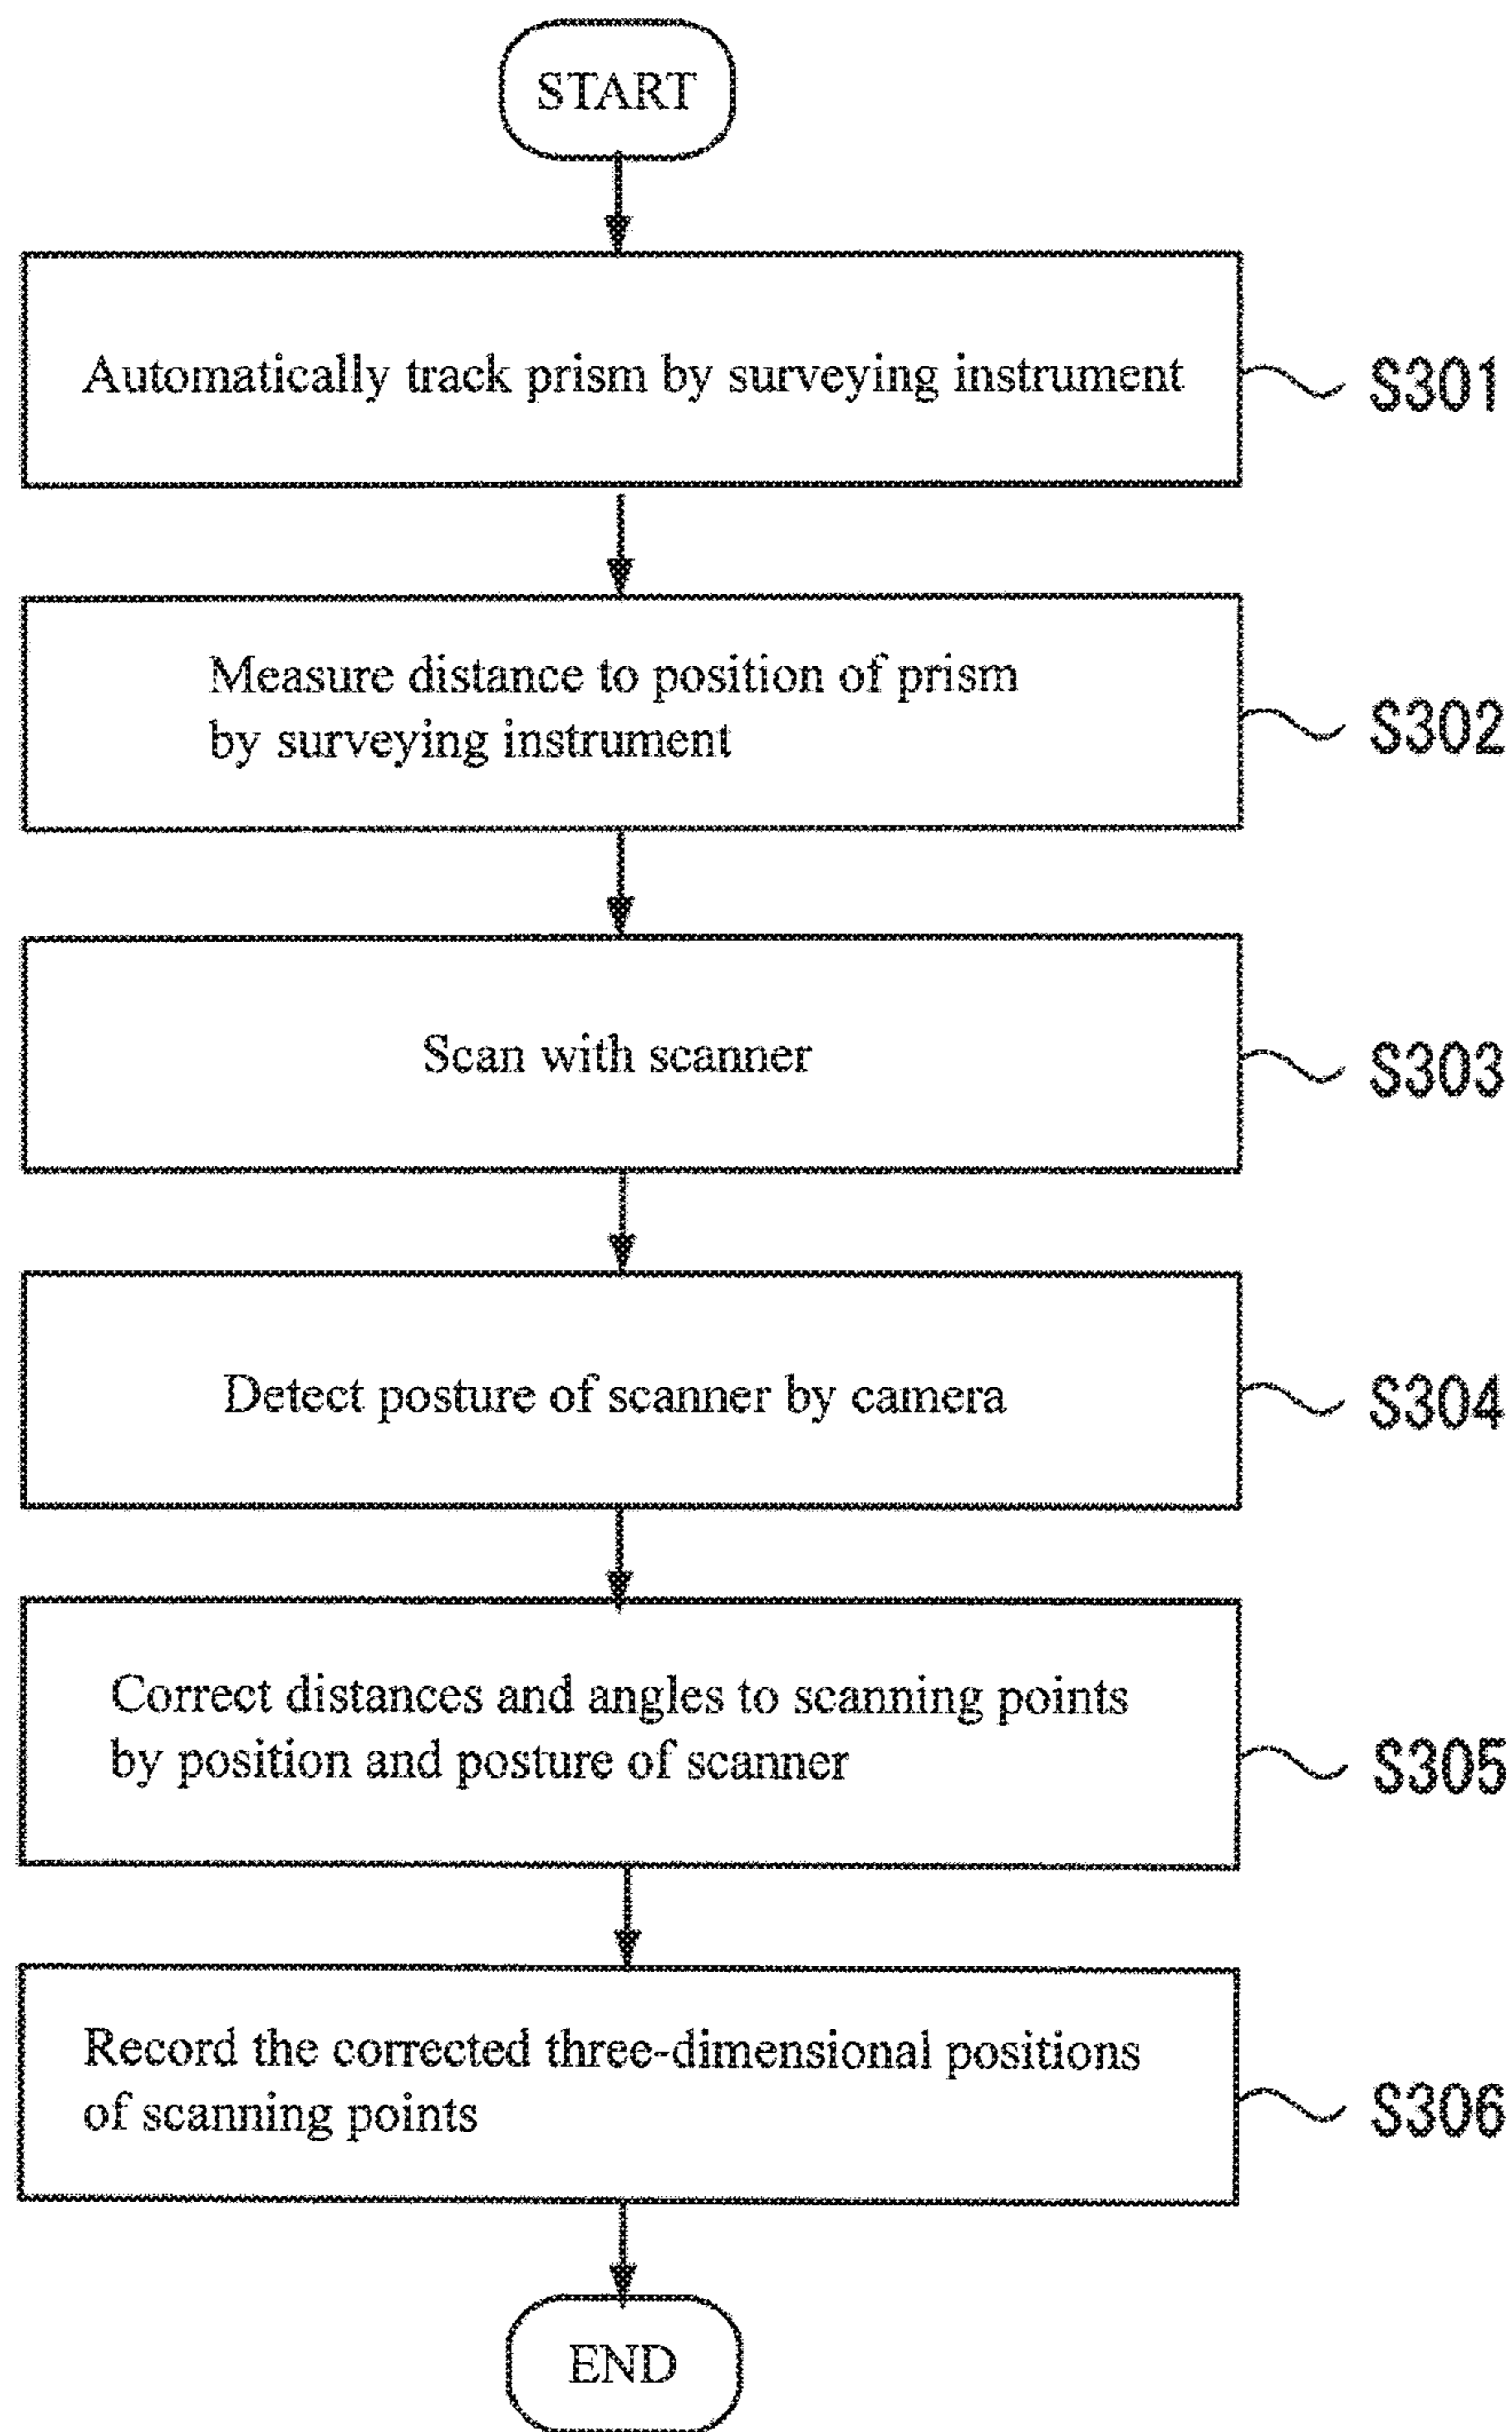 START
Automatically track prism by surveying instrument
S301
Measure distance to position of prism
by surveying instrument
S302
Scan with scanner
S303
Detect posture of scanner by camera
S304
Correct distances and angles to scanning points
by position and posture of scanner
S305
Record the corrected three-dimensional positions
of scanning points
S306
END